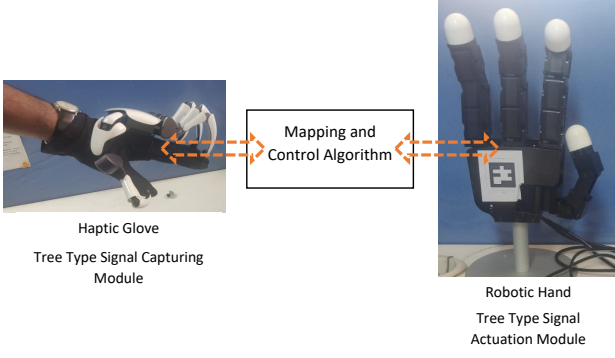 Mapping and
Control Algorithm
Haptic Glove
Tree Type Signal Capturing
Module
Robotic Hand
Tree Type Signal
Actuation Module